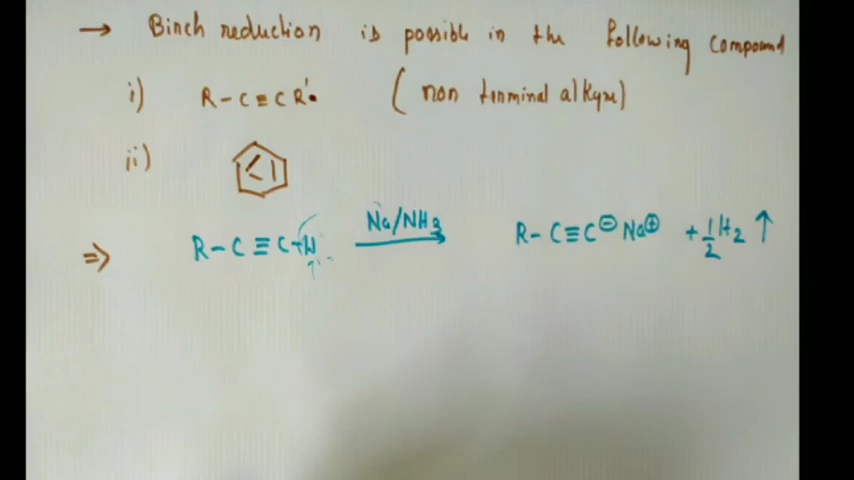 → Birch reduction is possible in the following compound
i) R-C≡CR' (non terminal alkyne)
ii)
⇒ R-C≡C-H Na/NH3 R-C≡C⊖ Na⊕ + 1/2 H2 ↑